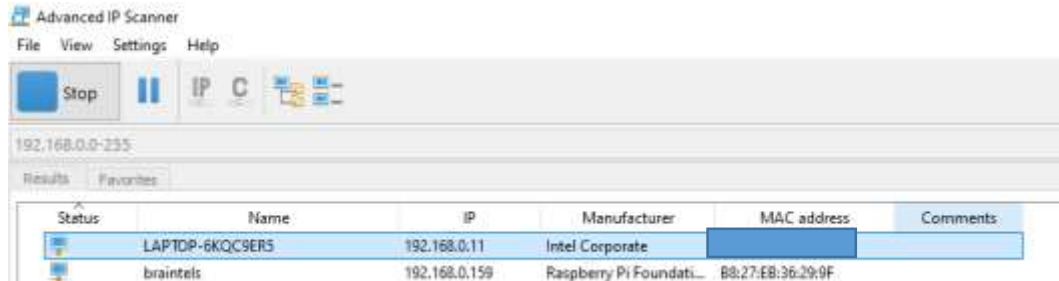 Advanced IP Scanner
File View Settings Help
Stop IP C
192.168.0.0-255
Results Favorites
Status Name IP Manufacturer MAC address Comments
LAPTOP-6KQC9ER5 192.168.0.11 Intel Corporate
braintels 192.168.0.159 Raspberry Pi Foundati... B8:27:EB:36:29:9F